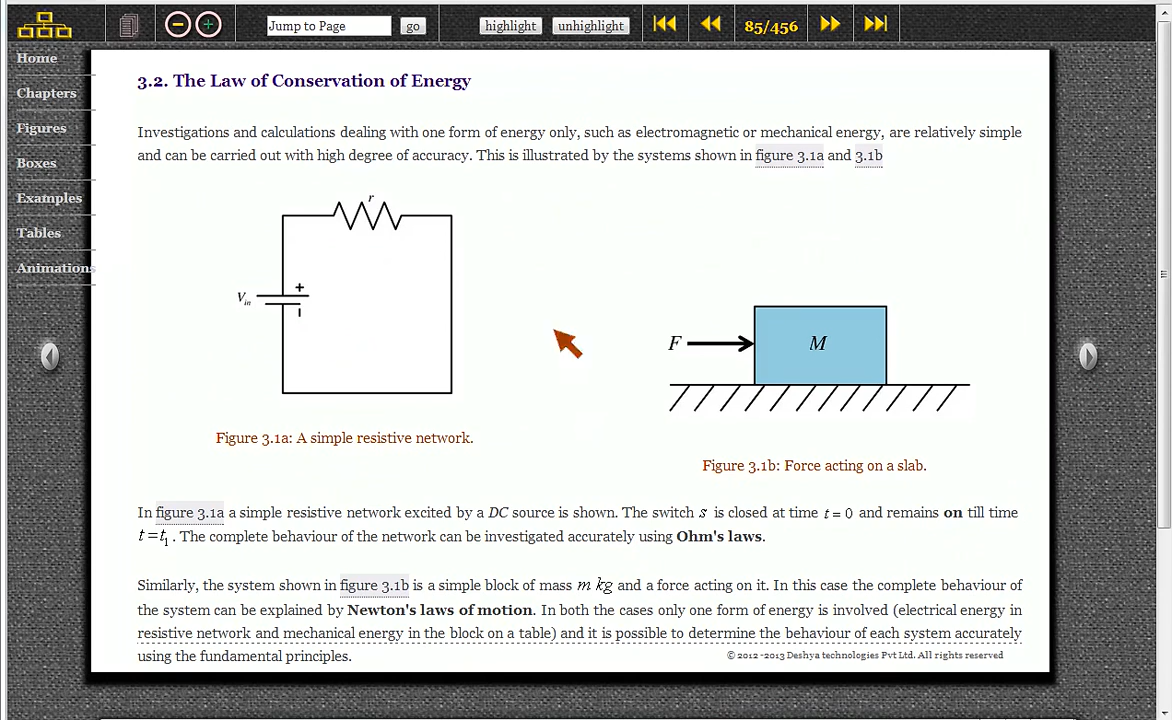 Jump to Page go highlight unhighlight 85/456
Home
Chapters
Figures
Boxes
Examples
Tables
Animations
3.2. The Law of Conservation of Energy
Investigations and calculations dealing with one form of energy only, such as electromagnetic or mechanical energy, are relatively simple
and can be carried out with high degree of accuracy. This is illustrated by the systems shown in figure 3.1a and 3.1b
r
+
V_in
F
M
Figure 3.1a: A simple resistive network.
Figure 3.1b: Force acting on a slab.
In figure 3.1a a simple resistive network excited by a DC source is shown. The switch s is closed at time t = 0 and remains on till time
t = t₁. The complete behaviour of the network can be investigated accurately using Ohm's laws.
Similarly, the system shown in figure 3.1b is a simple block of mass m kg and a force acting on it. In this case the complete behaviour of
the system can be explained by Newton's laws of motion. In both the cases only one form of energy is involved (electrical energy in
resistive network and mechanical energy in the block on a table) and it is possible to determine the behaviour of each system accurately
using the fundamental principles.
© 2012 -2013 Deshya technologies Pvt Ltd. All rights reserved